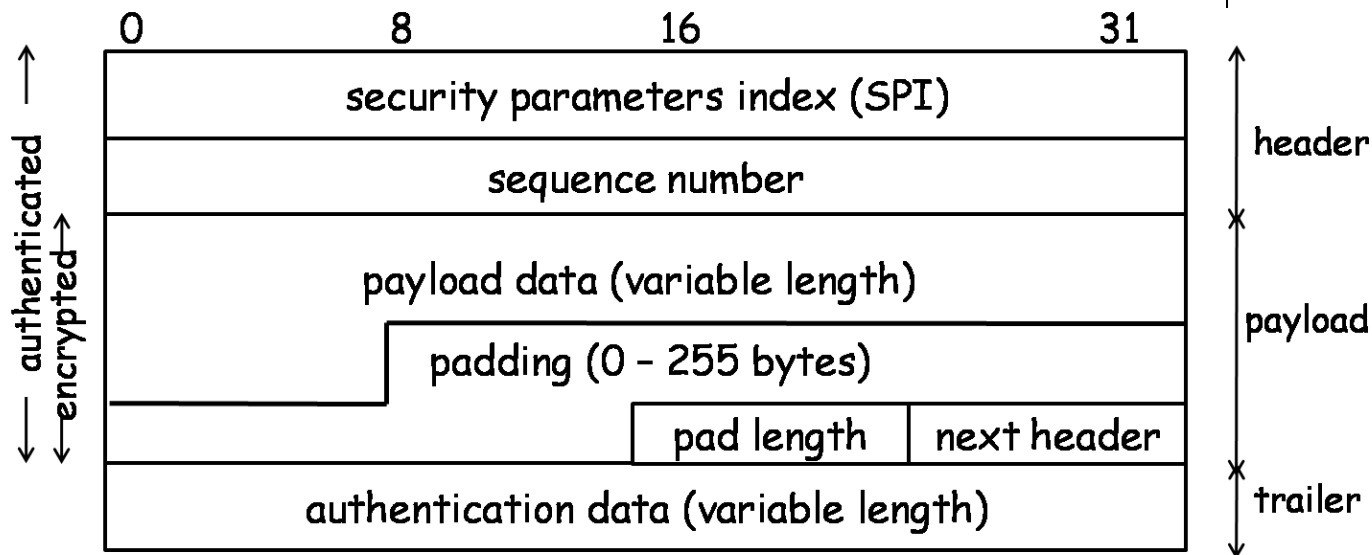 0 8 16 31
security parameters index (SPI)
sequence number
payload data (variable length)
padding (0 - 255 bytes)
pad length next header
authentication data (variable length)
authenticated
encrypted
header
payload
trailer